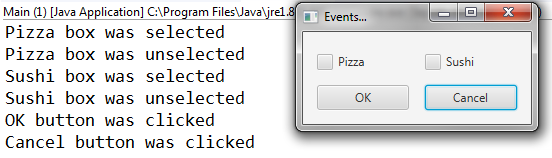 Main (1) [Java Application] C:\Program Files\Java\jre1.8
Pizza box was selected
Pizza box was unselected
Sushi box was selected
Sushi box was unselected
OK button was clicked
Cancel button was clicked
Events...
Pizza
Sushi
OK
Cancel